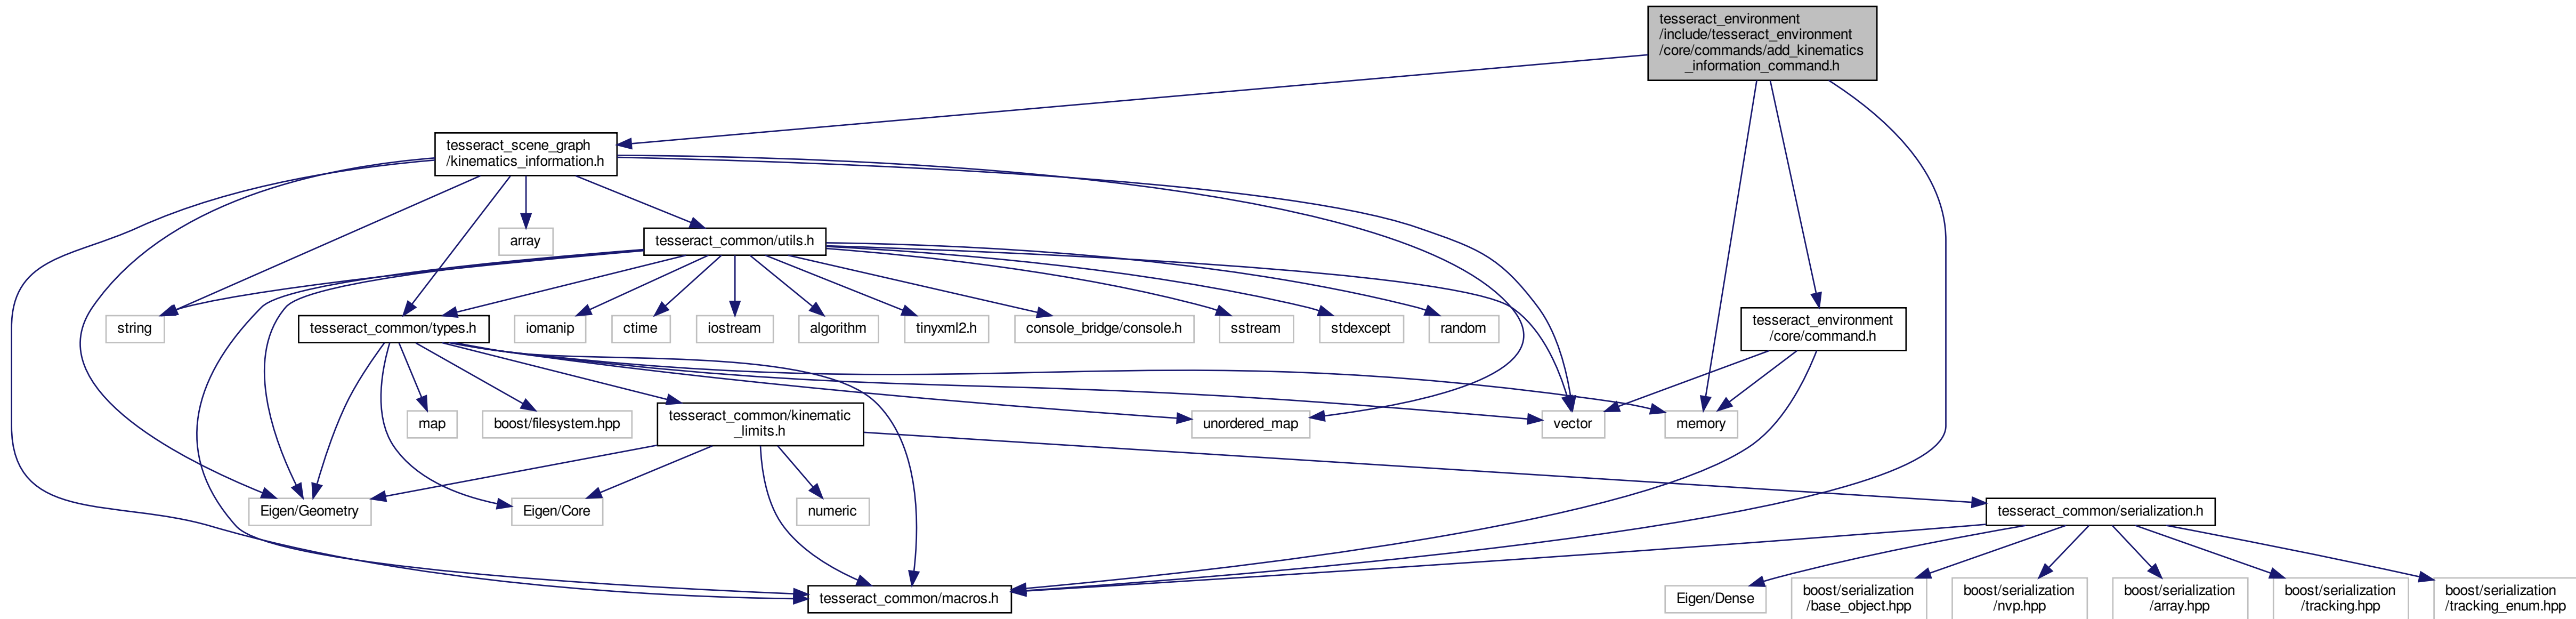 tesseract_environment
/include/tesseract_environment
/core/commands/add_kinematics
_information_command.h
tesseract_scene_graph
/kinematics_information.h
array
tesseract_common/utils.h
string
tesseract_common/types.h
iomanip
ctime
iostream
algorithm
tinyxml2.h
console_bridge/console.h
sstream
stdexcept
random
tesseract_environment
/core/command.h
map
boost/filesystem.hpp
tesseract_common/kinematic
_limits.h
unordered_map
vector
memory
Eigen/Geometry
Eigen/Core
numeric
tesseract_common/serialization.h
tesseract_common/macros.h
Eigen/Dense
boost/serialization
/base_object.hpp
boost/serialization
/nvp.hpp
boost/serialization
/array.hpp
boost/serialization
/tracking.hpp
boost/serialization
/tracking_enum.hpp